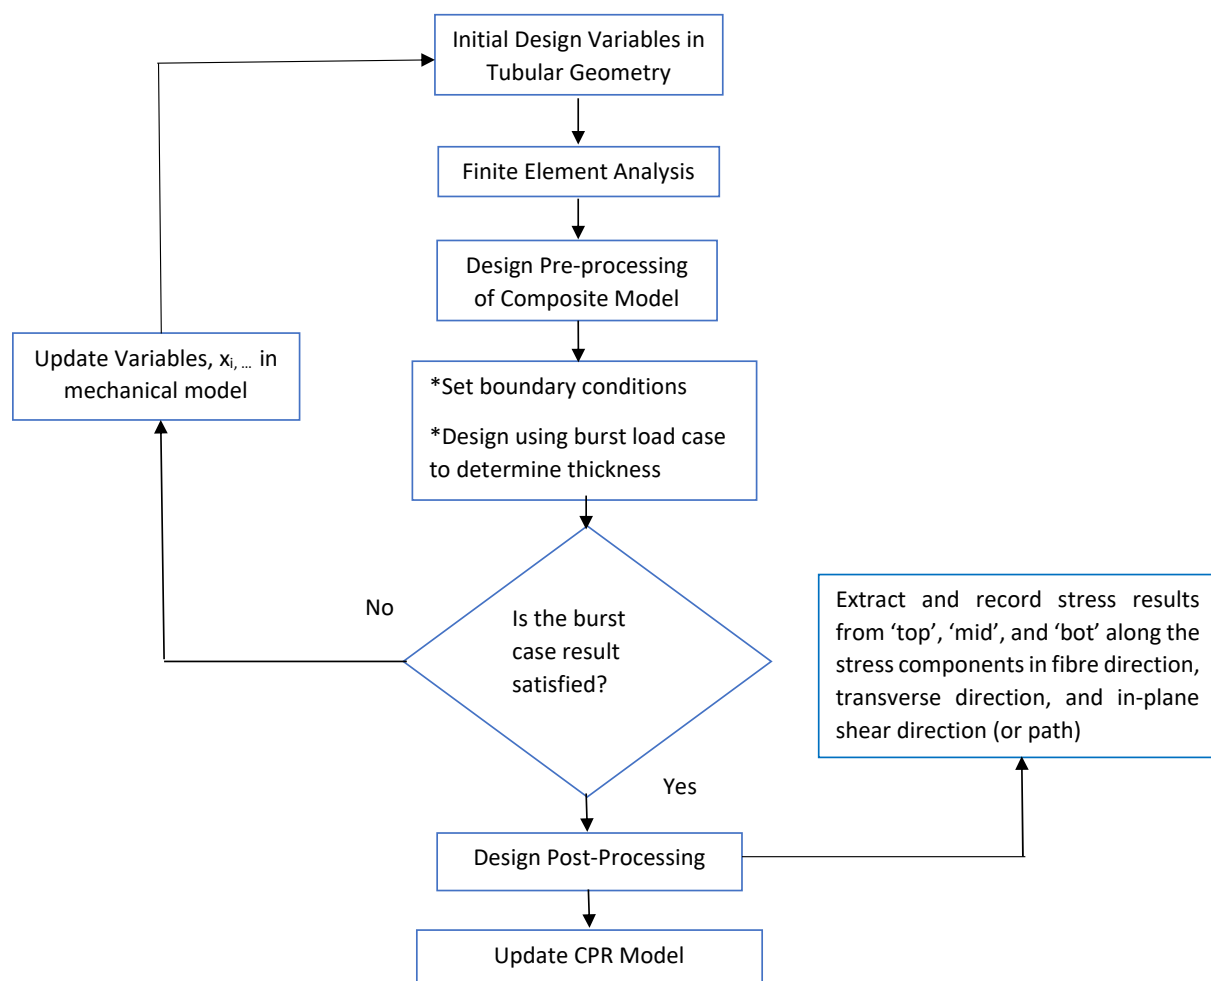 Initial Design Variables in
Tubular Geometry
Finite Element Analysis
Design Pre-processing
of Composite Model
Update Variables, xi, ... in
mechanical model
*Set boundary conditions
*Design using burst load case
to determine thickness
No
Is the burst
case result
satisfied?
Extract and record stress results
from ‘top’, ‘mid’, and ‘bot’ along the
stress components in fibre direction,
transverse direction, and in-plane
shear direction (or path)
Yes
Design Post-Processing
Update CPR Model